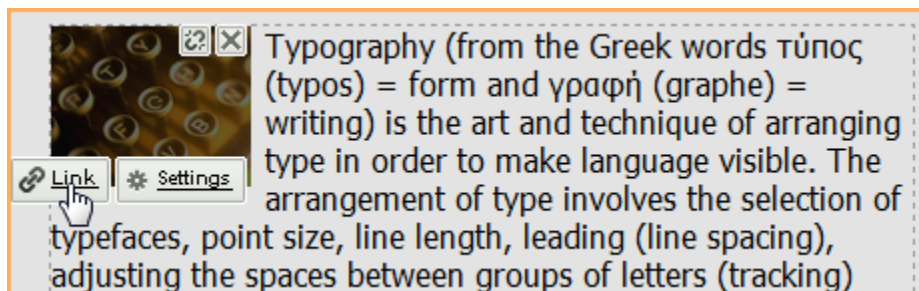 Typography (from the Greek words τύπος
(typos) = form and γραφή (graphe) =
writing) is the art and technique of arranging
type in order to make language visible. The
Link
Settings
arrangement of type involves the selection of
typefaces, point size, line length, leading (line spacing),
adjusting the spaces between groups of letters (tracking)